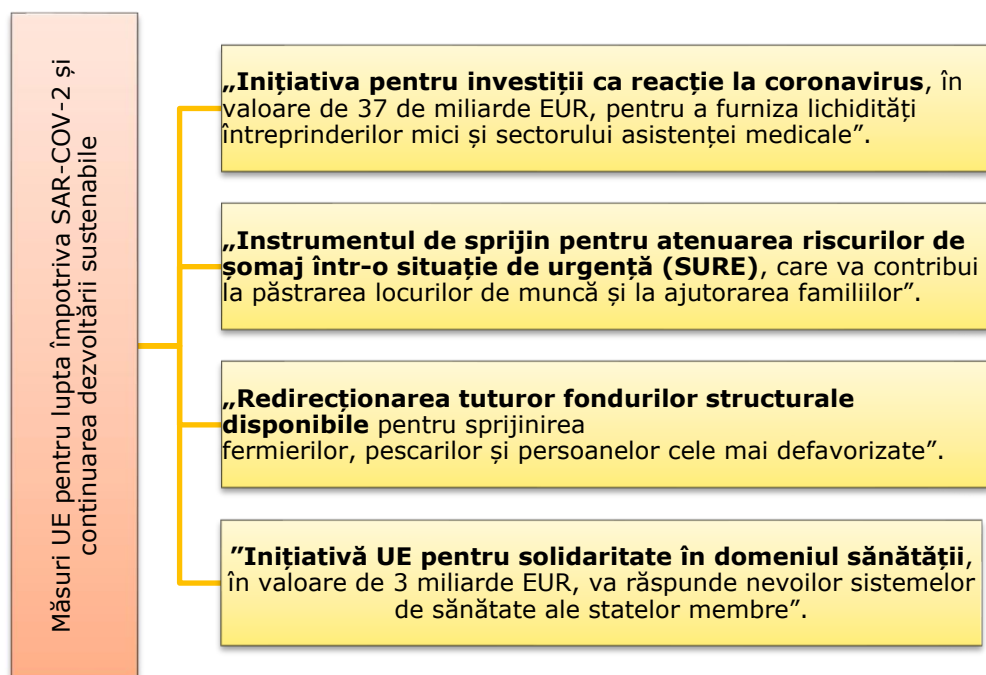 Măsuri UE pentru lupta împotriva SAR-COV-2 și
continuarea dezvoltării sustenabile
„Inițiativa pentru investiții ca reacție la coronavirus, în
valoare de 37 de miliarde EUR, pentru a furniza lichidități
întreprinderilor mici și sectorului asistenței medicale”.
„Instrumentul de sprijin pentru atenuarea riscurilor de
șomaj într-o situație de urgență (SURE), care va contribui
la păstrarea locurilor de muncă și la ajutorarea familiilor”.
„Redirecționarea tuturor fondurilor structurale
disponibile pentru sprijinirea
fermierilor, pescarilor și persoanelor cele mai defavorizate”.
”Inițiativă UE pentru solidaritate în domeniul sănătății,
în valoare de 3 miliarde EUR, va răspunde nevoilor sistemelor
de sănătate ale statelor membre”.